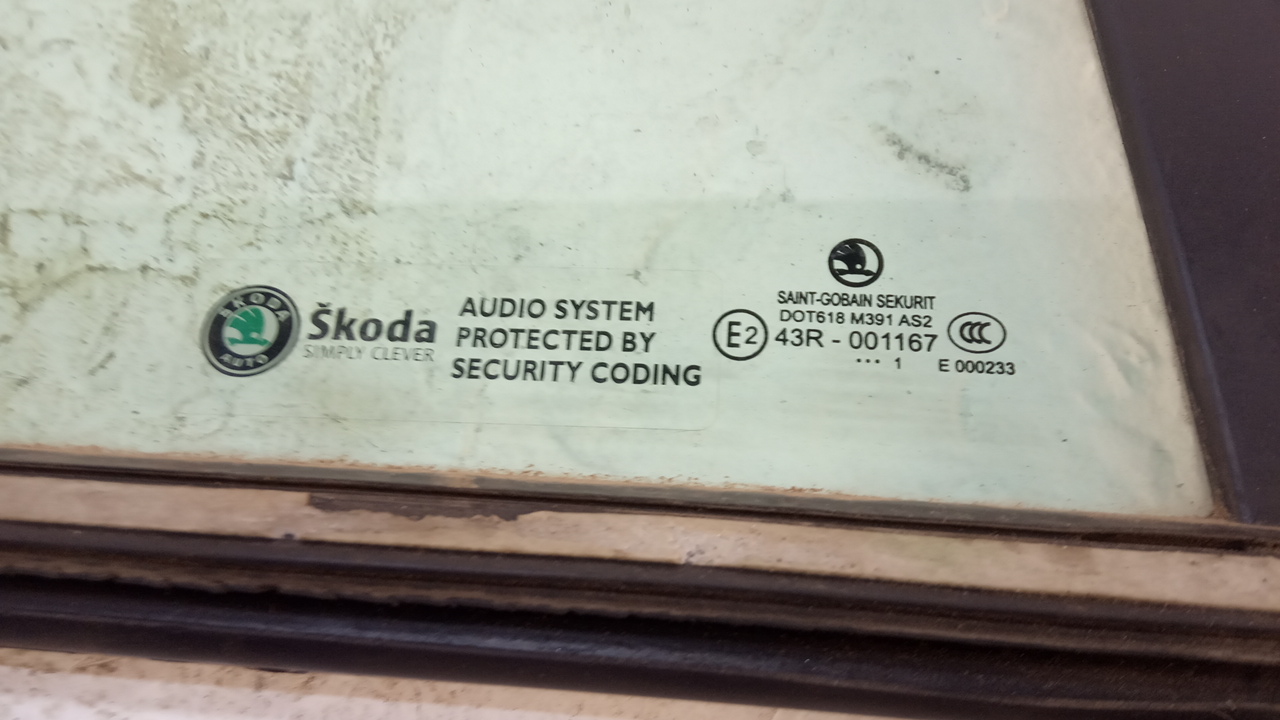 ŠKODA
AUTO
Škoda
SIMPLY CLEVER
AUDIO SYSTEM
PROTECTED BY
SECURITY CODING
SAINT-GOBAIN SEKURIT
DOT618 M391 AS2
E2 43R - 001167
... 1
CCC
E 000233